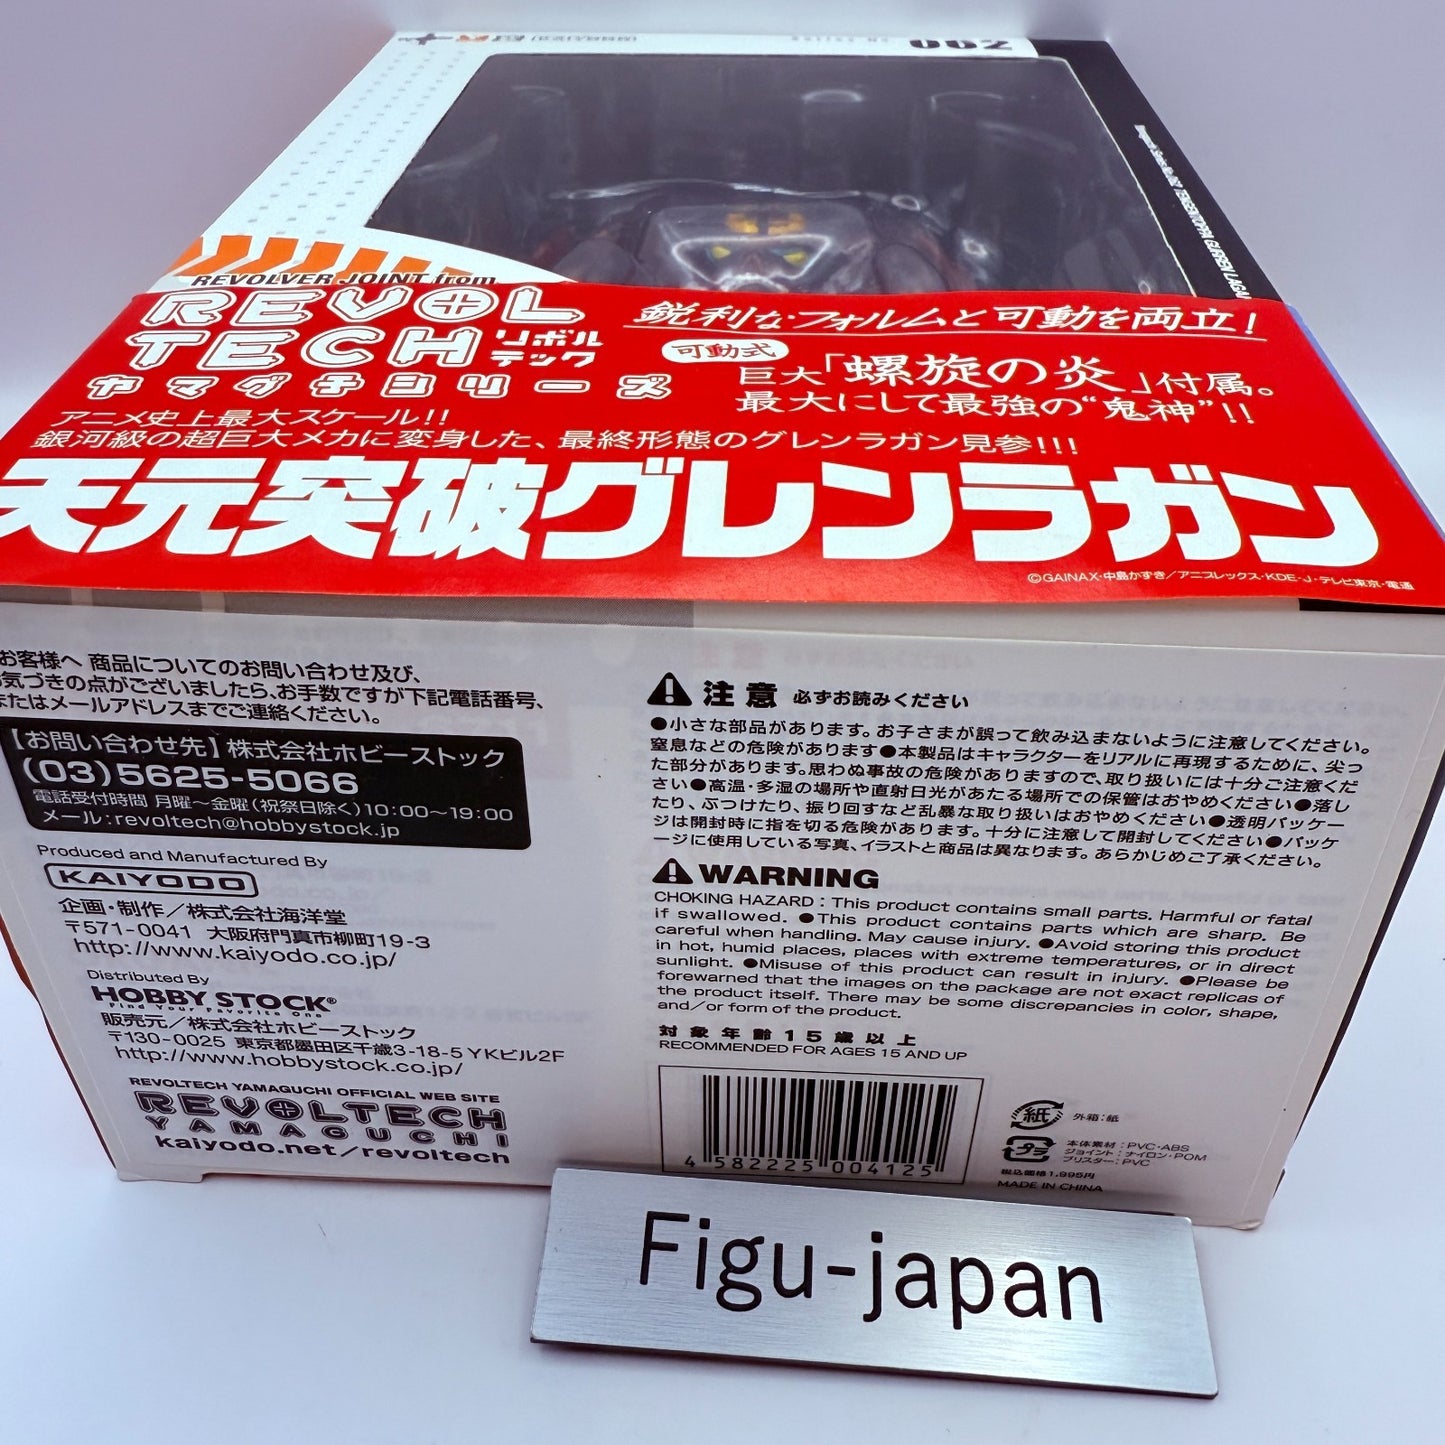 REVOLVER JOINT from
REVOL
TECH リボル
テック
ヤマグチシリーズ
鋭利なフォルムと可動を両立!
可動式
巨大「螺旋の炎」付属。
最大にして最強の“鬼神”!!
アニメ史上最大スケール!!
銀河級の超巨大メカに変身した、最終形態のグレンラガン見参!!!
天元突破グレンラガン
©GAINAX・中島かずき／アニプレックス・KDE-J・テレビ東京・電通
お客様へ 商品についてのお問い合わせ及び、
お気づきの点がございましたら、お手数ですが下記電話番号、
またはメールアドレスまでご連絡ください。
【お問い合わせ先】株式会社ホビーストック
(03)5625-5066
電話受付時間 月曜～金曜(祝祭日除く)10:00～19:00
メール:revoltech@hobbystock.jp
Produced and Manufactured By
KAIYODO
企画・制作／株式会社海洋堂
〒571-0041 大阪府門真市柳町19-3
http://www.kaiyodo.co.jp/
Distributed By
HOBBY STOCK®
Find Your Favorite One
販売元／株式会社ホビーストック
〒130-0025 東京都墨田区千歳3-18-5 YKビル2F
http://www.hobbystock.co.jp/
REVOLTECH YAMAGUCHI OFFICIAL WEB SITE
REVOLTECH
YAMAGUCHI
kaiyodo.net/revoltech
注意 必ずお読みください
●小さな部品があります。お子さまが誤って飲み込まないように注意してください。
窒息などの危険があります●本製品はキャラクターをリアルに再現するために、尖っ
た部分があります。思わぬ事故の危険がありますので、取り扱いには十分ご注意くだ
さい●高温・多湿の場所や直射日光があたる場所での保管はおやめください●落し
たり、ぶつけたり、振り回すなど乱暴な取り扱いはおやめください●透明パッケー
ジは開封時に指を切る危険があります。十分に注意して開封してください●パッケ
ージに使用している写真、イラストと商品は異なります。あらかじめご了承ください。
WARNING
CHOKING HAZARD : This product contains small parts. Harmful or fatal
if swallowed. ●This product contains parts which are sharp. Be
careful when handling. May cause injury. ●Avoid storing this product
in hot, humid places, places with extreme temperatures, or in direct
sunlight. ●Misuse of this product can result in injury. ●Please be
forewarned that the images on the package are not exact replicas of
the product itself. There may be some discrepancies in color, shape,
and/or form of the product.
対象年齢15歳以上
RECOMMENDED FOR AGES 15 AND UP
4 582225 004125
紙 外箱:紙
プラ 本体素材:PVC・ABS
ジョイント:ナイロン・POM
ブリスター:PVC
税込価格1,995円
MADE IN CHINA
Figu-japan